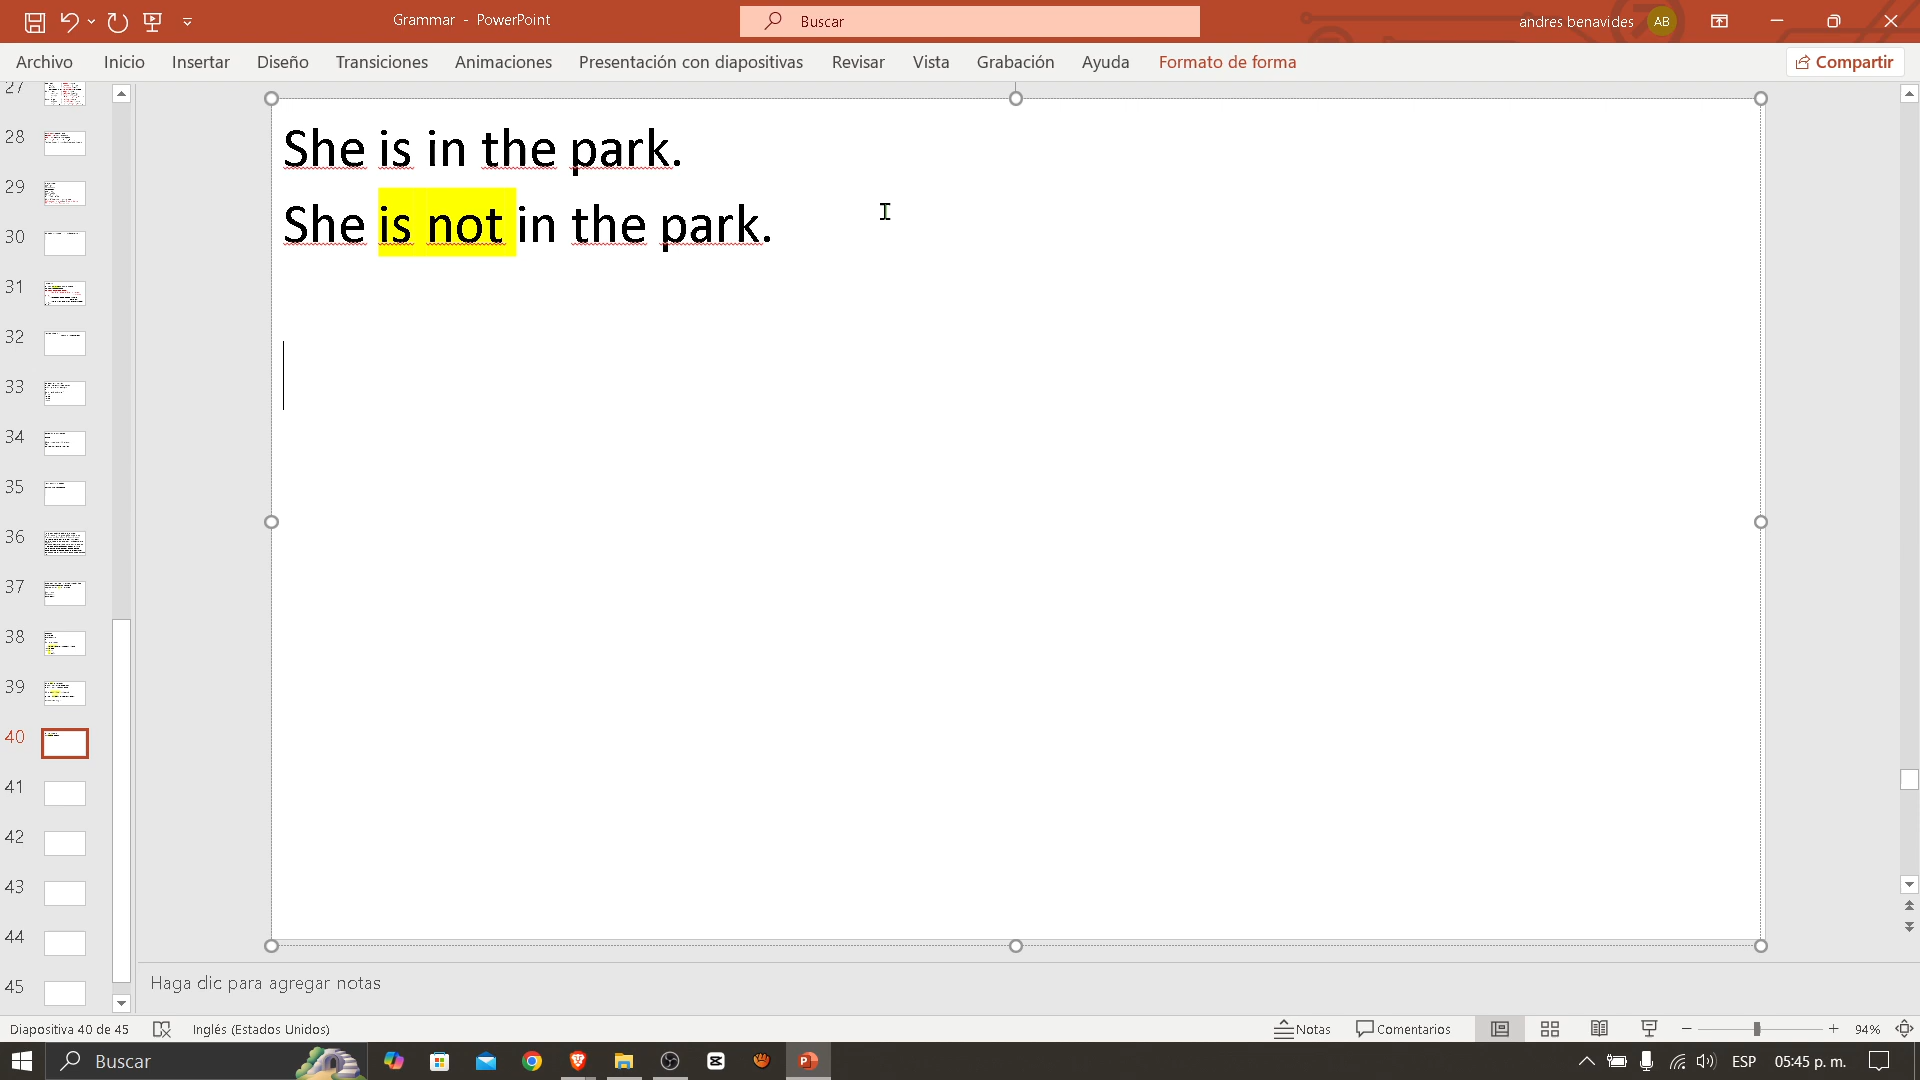 Grammar - PowerPoint
Buscar
andres benavides
AB
Archivo Inicio Insertar Diseño Transiciones Animaciones Presentación con diapositivas Revisar Vista Grabación Ayuda Formato de forma
Compartir
27
28
29
30
31
32
33
34
35
36
37
38
39
40
41
42
43
44
45
She is in the park.
She is not in the park.
Haga clic para agregar notas
Diapositiva 40 de 45
Inglés (Estados Unidos)
Notas
Comentarios
94%
Buscar
ESP
05:45 p. m.